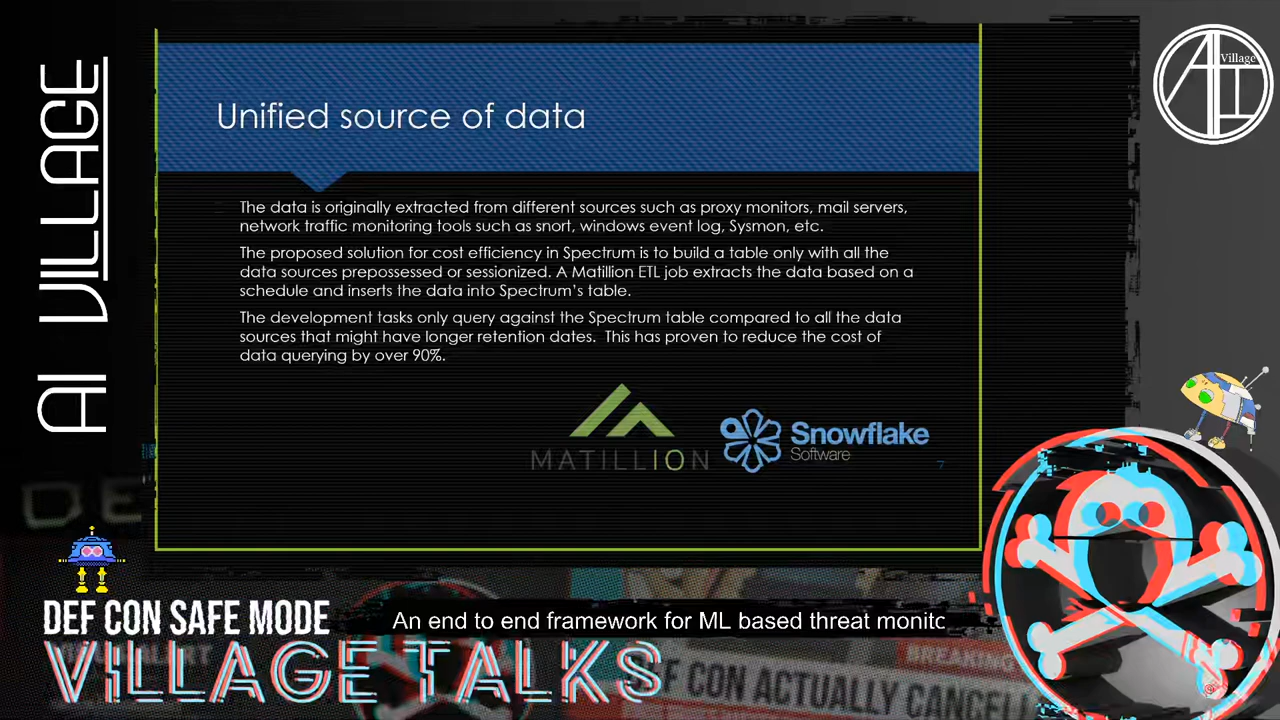 AI VILLAGE
AI
Village
Unified source of data
The data is originally extracted from different sources such as proxy monitors, mail servers,
network traffic monitoring tools such as snort, windows event log, Sysmon, etc.
The proposed solution for cost efficiency in Spectrum is to build a table only with all the
data sources prepossessed or sessionized. A Matillion ETL job extracts the data based on a
schedule and inserts the data into Spectrum's table.
The development tasks only query against the Spectrum table compared to all the data
sources that might have longer retention dates. This has proven to reduce the cost of
data querying by over 90%.
MATILLION
Snowflake
Software
7
DE
DEF CON SAFE MODE
VILLAGE TALKS
An end to end framework for ML based threat monito
BREAKING
DEF CON ACTUALLY CANCELL